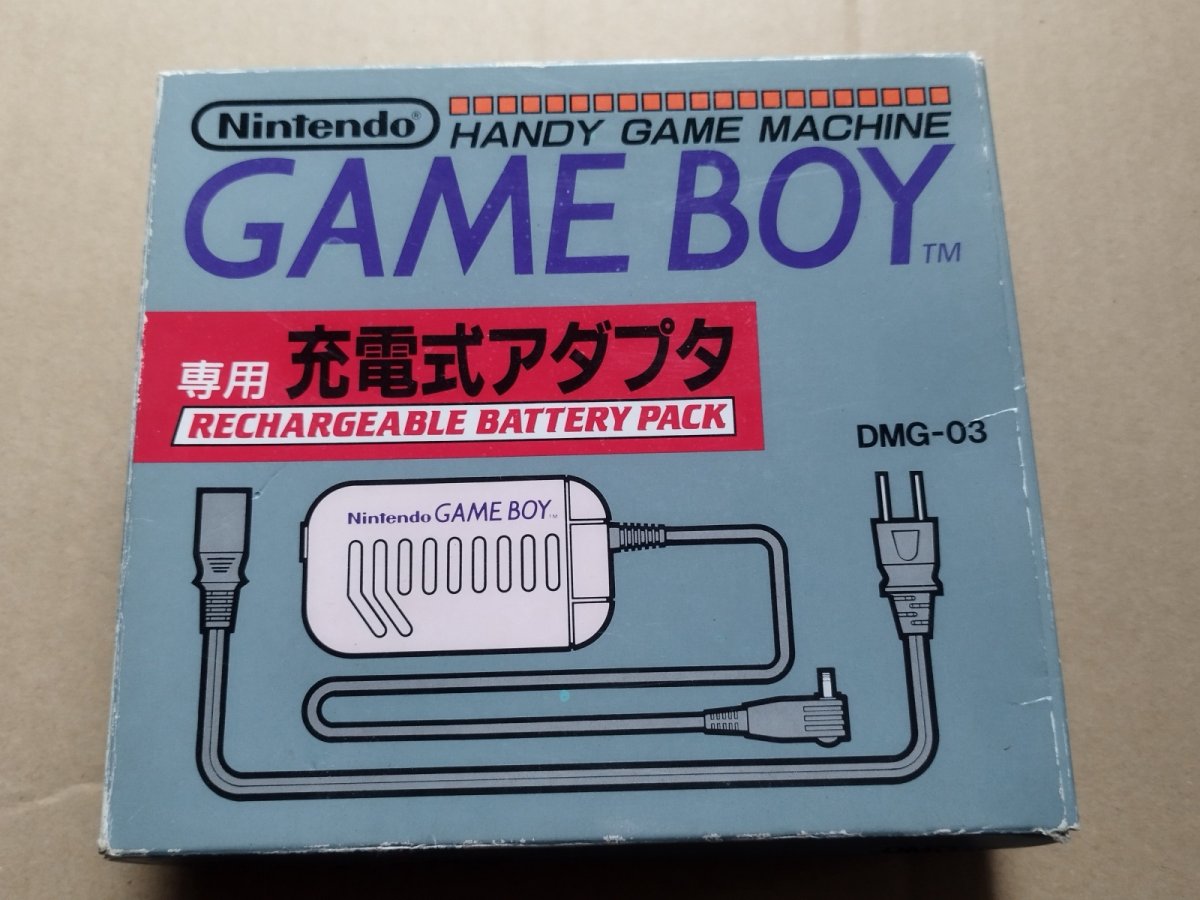 Nintendo®
HANDY GAME MACHINE
GAME BOY™
専用 充電式アダプタ
RECHARGEABLE BATTERY PACK
DMG-03
Nintendo GAME BOY™